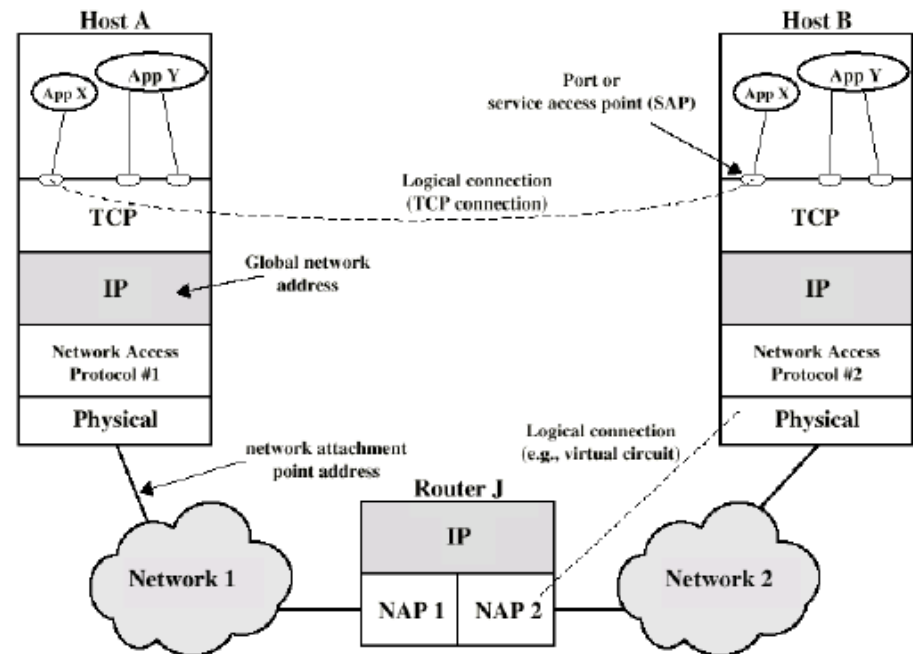 Host A
Host B
App X
App Y
Port or
service access point (SAP)
App X
App Y
Logical connection
(TCP connection)
TCP
TCP
Global network
address
IP
IP
Network Access
Protocol #1
Network Access
Protocol #2
Physical
Physical
Logical connection
(e.g., virtual circuit)
network attachment
point address
Router J
IP
Network 1
NAP 1
NAP 2
Network 2